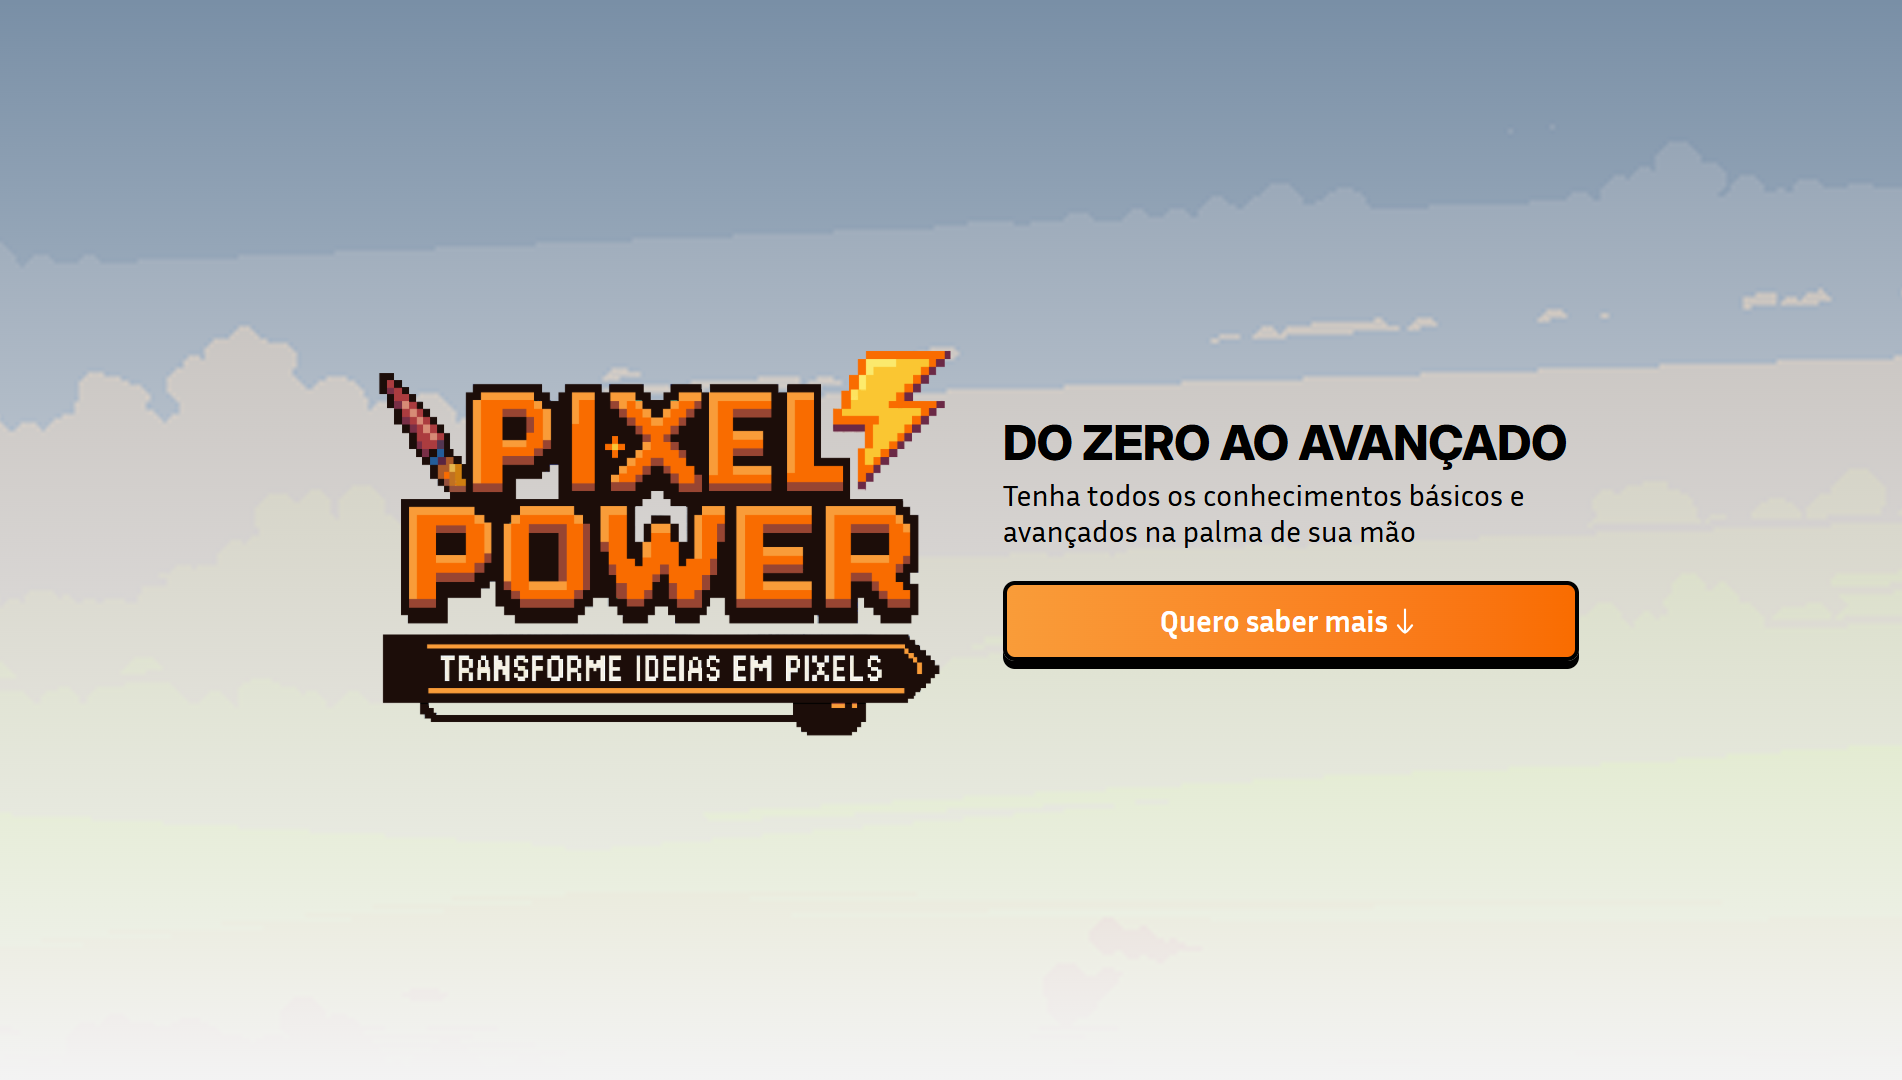 PIXEL
POWER
TRANSFORME IDEIAS EM PIXELS
DO ZERO AO AVANÇADO
Tenha todos os conhecimentos básicos e
avançados na palma de sua mão
Quero saber mais ↓